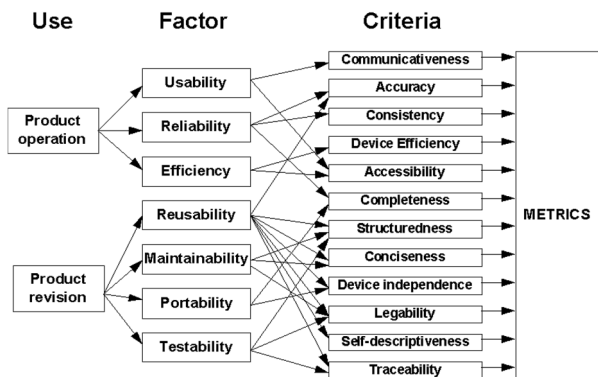 Use Factor Criteria
Product
operation
Product
revision
Usability
Reliability
Efficiency
Reusability
Maintainability
Portability
Testability
Communicativeness
Accuracy
Consistency
Device Efficiency
Accessibility
Completeness
Structuredness
Conciseness
Device independence
Legability
Self-descriptiveness
Traceability
METRICS